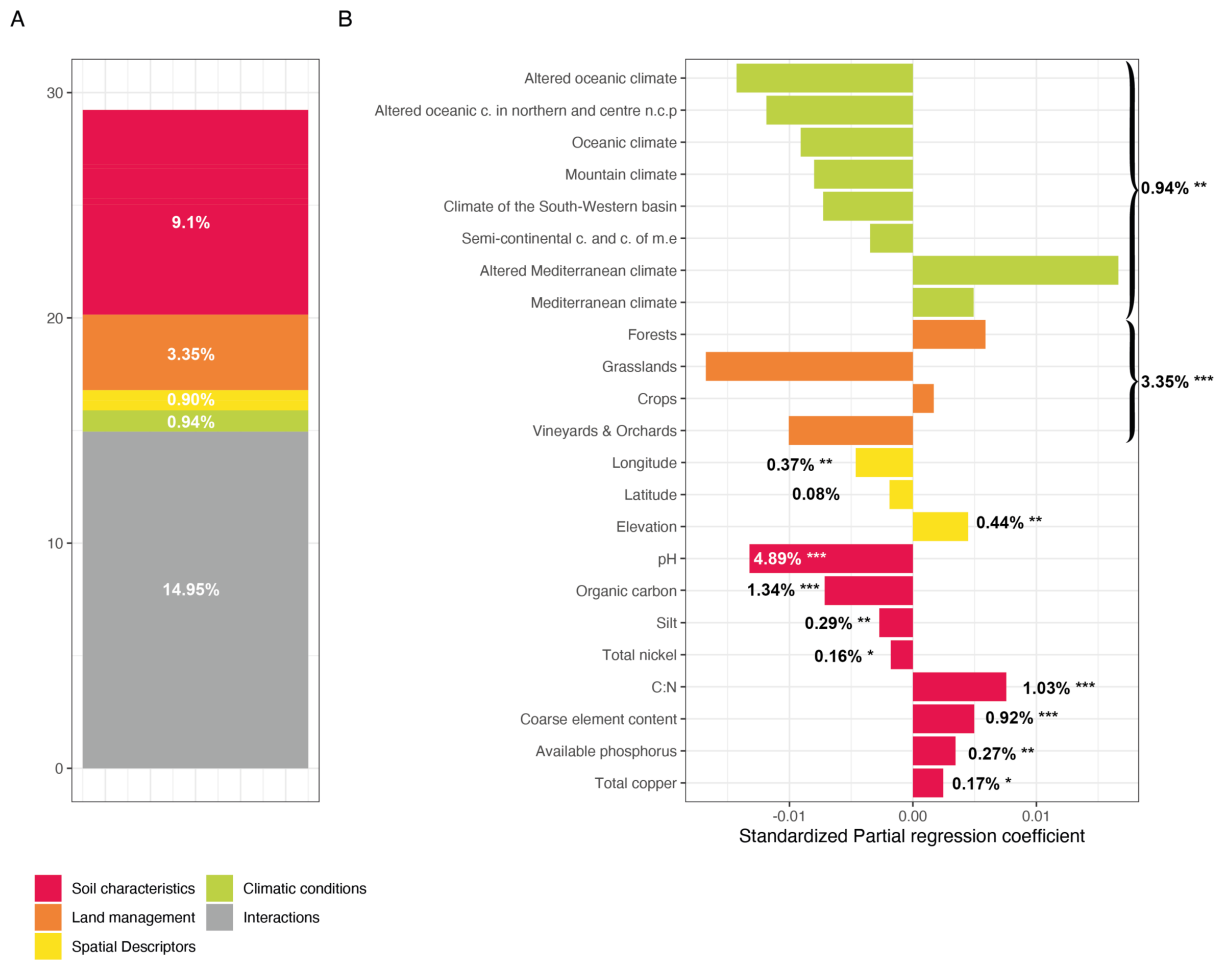 A
B
30
20
10
0
9.1%
3.35%
0.90%
0.94%
14.95%
Altered oceanic climate
Altered oceanic c. in northern and centre n.c.p
Oceanic climate
Mountain climate
Climate of the South-Western basin
Semi-continental c. and c. of m.e
Altered Mediterranean climate
Mediterranean climate
0.94% **
Forests
Grasslands
Crops
Vineyards & Orchards
3.35% ***
Longitude 0.37% **
Latitude 0.08%
Elevation 0.44% **
pH 4.89% ***
Organic carbon 1.34% ***
Silt 0.29% **
Total nickel 0.16% *
C:N 1.03% ***
Coarse element content 0.92% ***
Available phosphorus 0.27% **
Total copper 0.17% *
-0.01 0.00 0.01
Standardized Partial regression coefficient
Soil characteristics
Land management
Spatial Descriptors
Climatic conditions
Interactions